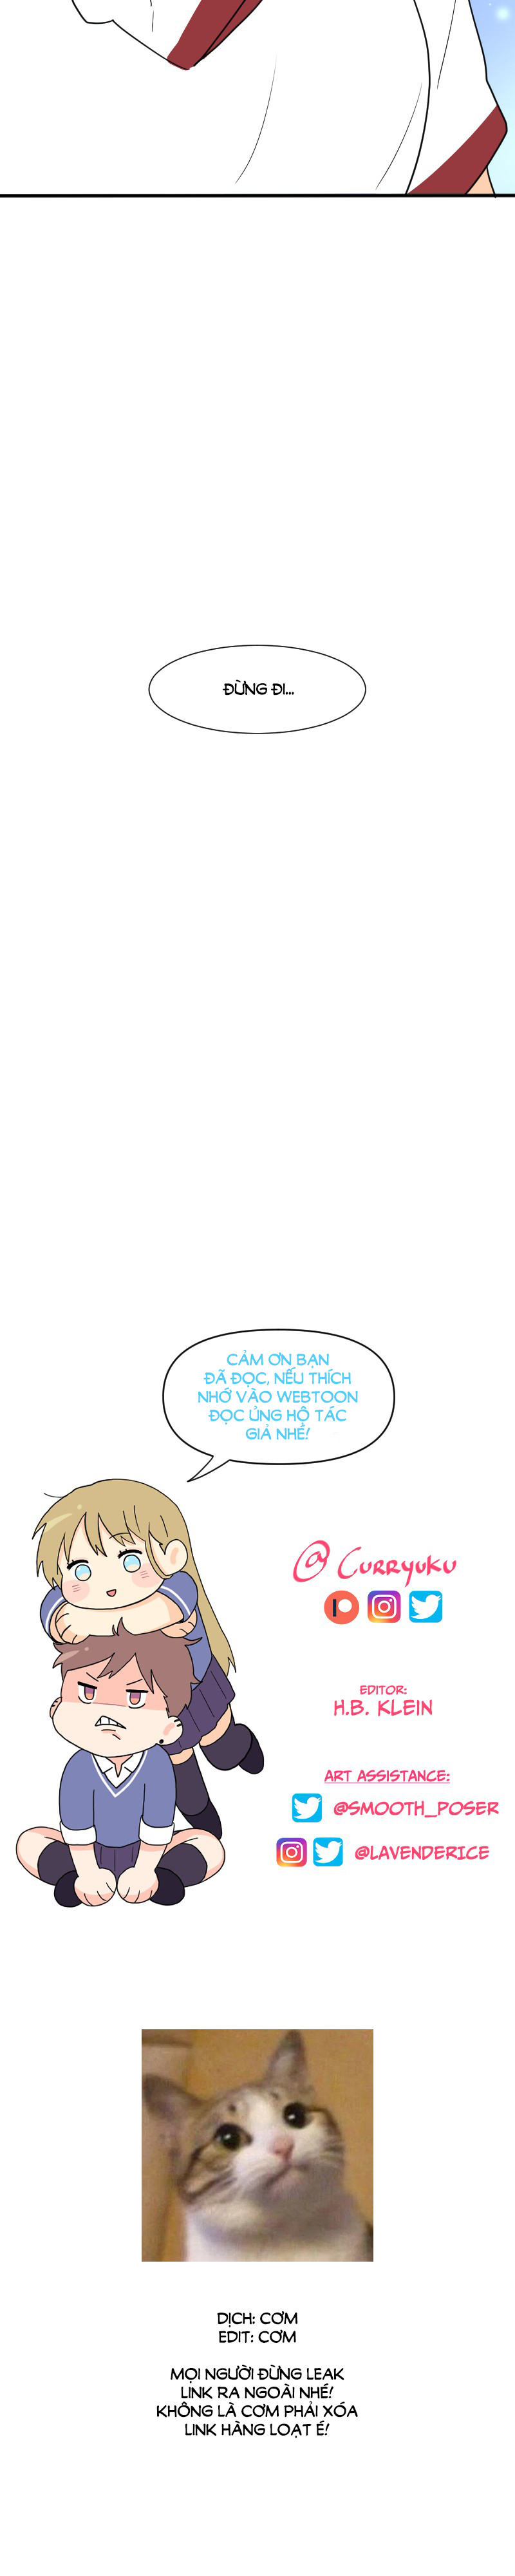 ĐỪNG ĐI...
CẢM ƠN BẠN
ĐÃ ĐỌC, NẾU THÍCH
NHỚ VÀO WEBTOON
ĐỌC ỦNG HỘ TÁC
GIẢ NHỀ!
@ CURRYUKU
EDITOR:
H.B. KLEIN
ART ASSISTANCE:
@SMOOTH_POSER
@LAVENDERICE
DỊCH: CƠM
EDIT: CƠM
MỌI NGƯỜI ĐỪNG LEAK
LINK RA NGOÀI NHÉ!
KHÔNG LÀ CƠM PHẢI XÓA
LINK HÀNG LOẠT É!